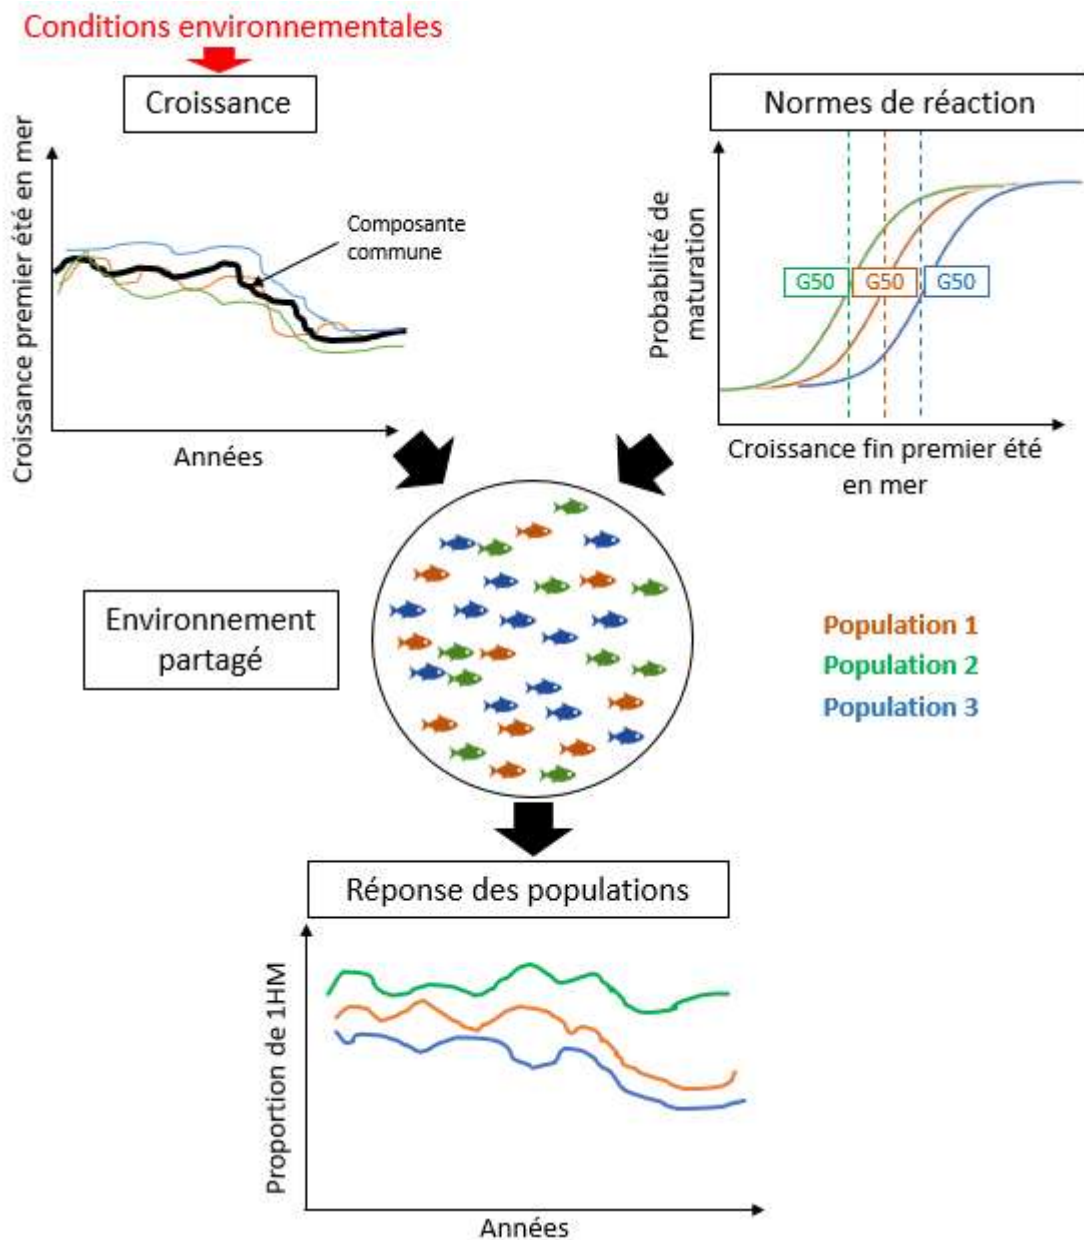 Conditions environnementales
Croissance
Croissance premier été en mer
Composante
commune
Années
Normes de réaction
Probabilité de
maturation
G50
G50
G50
Croissance fin premier été
en mer
Environnement
partagé
Population 1
Population 2
Population 3
Réponse des populations
Proportion de 1HM
Années